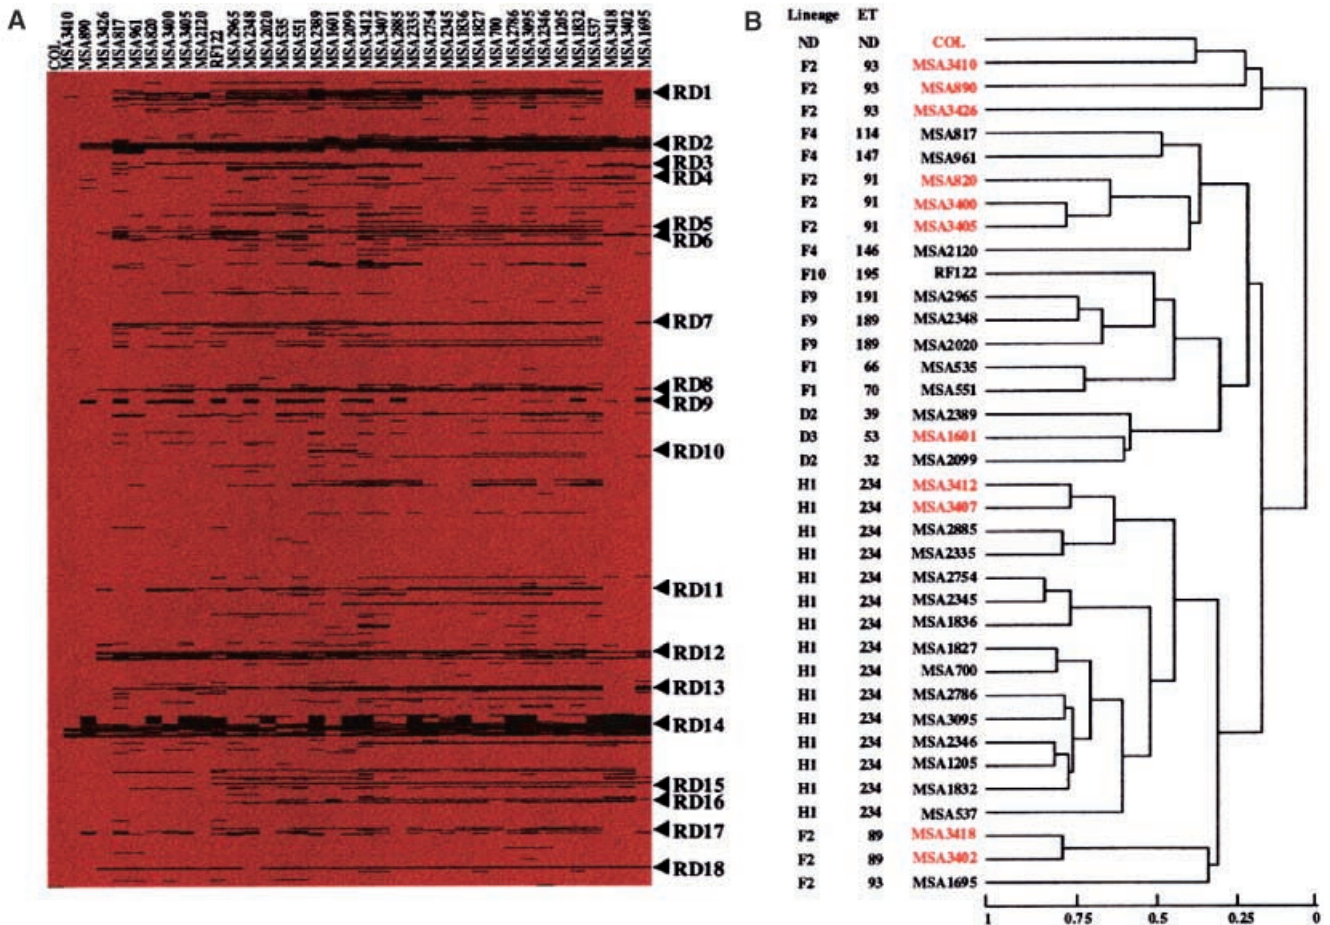 A
COL
MSA3410
MSA890
MSA3426
MSA817
MSA961
MSA820
MSA3400
MSA3405
MSA2120
RF122
MSA2965
MSA2348
MSA2020
MSA535
MSA551
MSA2389
MSA1601
MSA2099
MSA3412
MSA3407
MSA2885
MSA2335
MSA2754
MSA2345
MSA1836
MSA1827
MSA700
MSA2786
MSA3095
MSA2346
MSA1205
MSA1832
MSA537
MSA3418
MSA3402
MSA1695
RD1
RD2
RD3
RD4
RD5
RD6
RD7
RD8
RD9
RD10
RD11
RD12
RD13
RD14
RD15
RD16
RD17
RD18
B
Lineage ET
ND ND COL
F2 93 MSA3410
F2 93 MSA890
F2 93 MSA3426
F4 114 MSA817
F4 147 MSA961
F2 91 MSA820
F2 91 MSA3400
F2 91 MSA3405
F4 146 MSA2120
F10 195 RF122
F9 191 MSA2965
F9 189 MSA2348
F9 189 MSA2020
F1 66 MSA535
F1 70 MSA551
D2 39 MSA2389
D3 53 MSA1601
D2 32 MSA2099
H1 234 MSA3412
H1 234 MSA3407
H1 234 MSA2885
H1 234 MSA2335
H1 234 MSA2754
H1 234 MSA2345
H1 234 MSA1836
H1 234 MSA1827
H1 234 MSA700
H1 234 MSA2786
H1 234 MSA3095
H1 234 MSA2346
H1 234 MSA1205
H1 234 MSA1832
H1 234 MSA537
F2 89 MSA3418
F2 89 MSA3402
F2 93 MSA1695
1 0.75 0.5 0.25 0